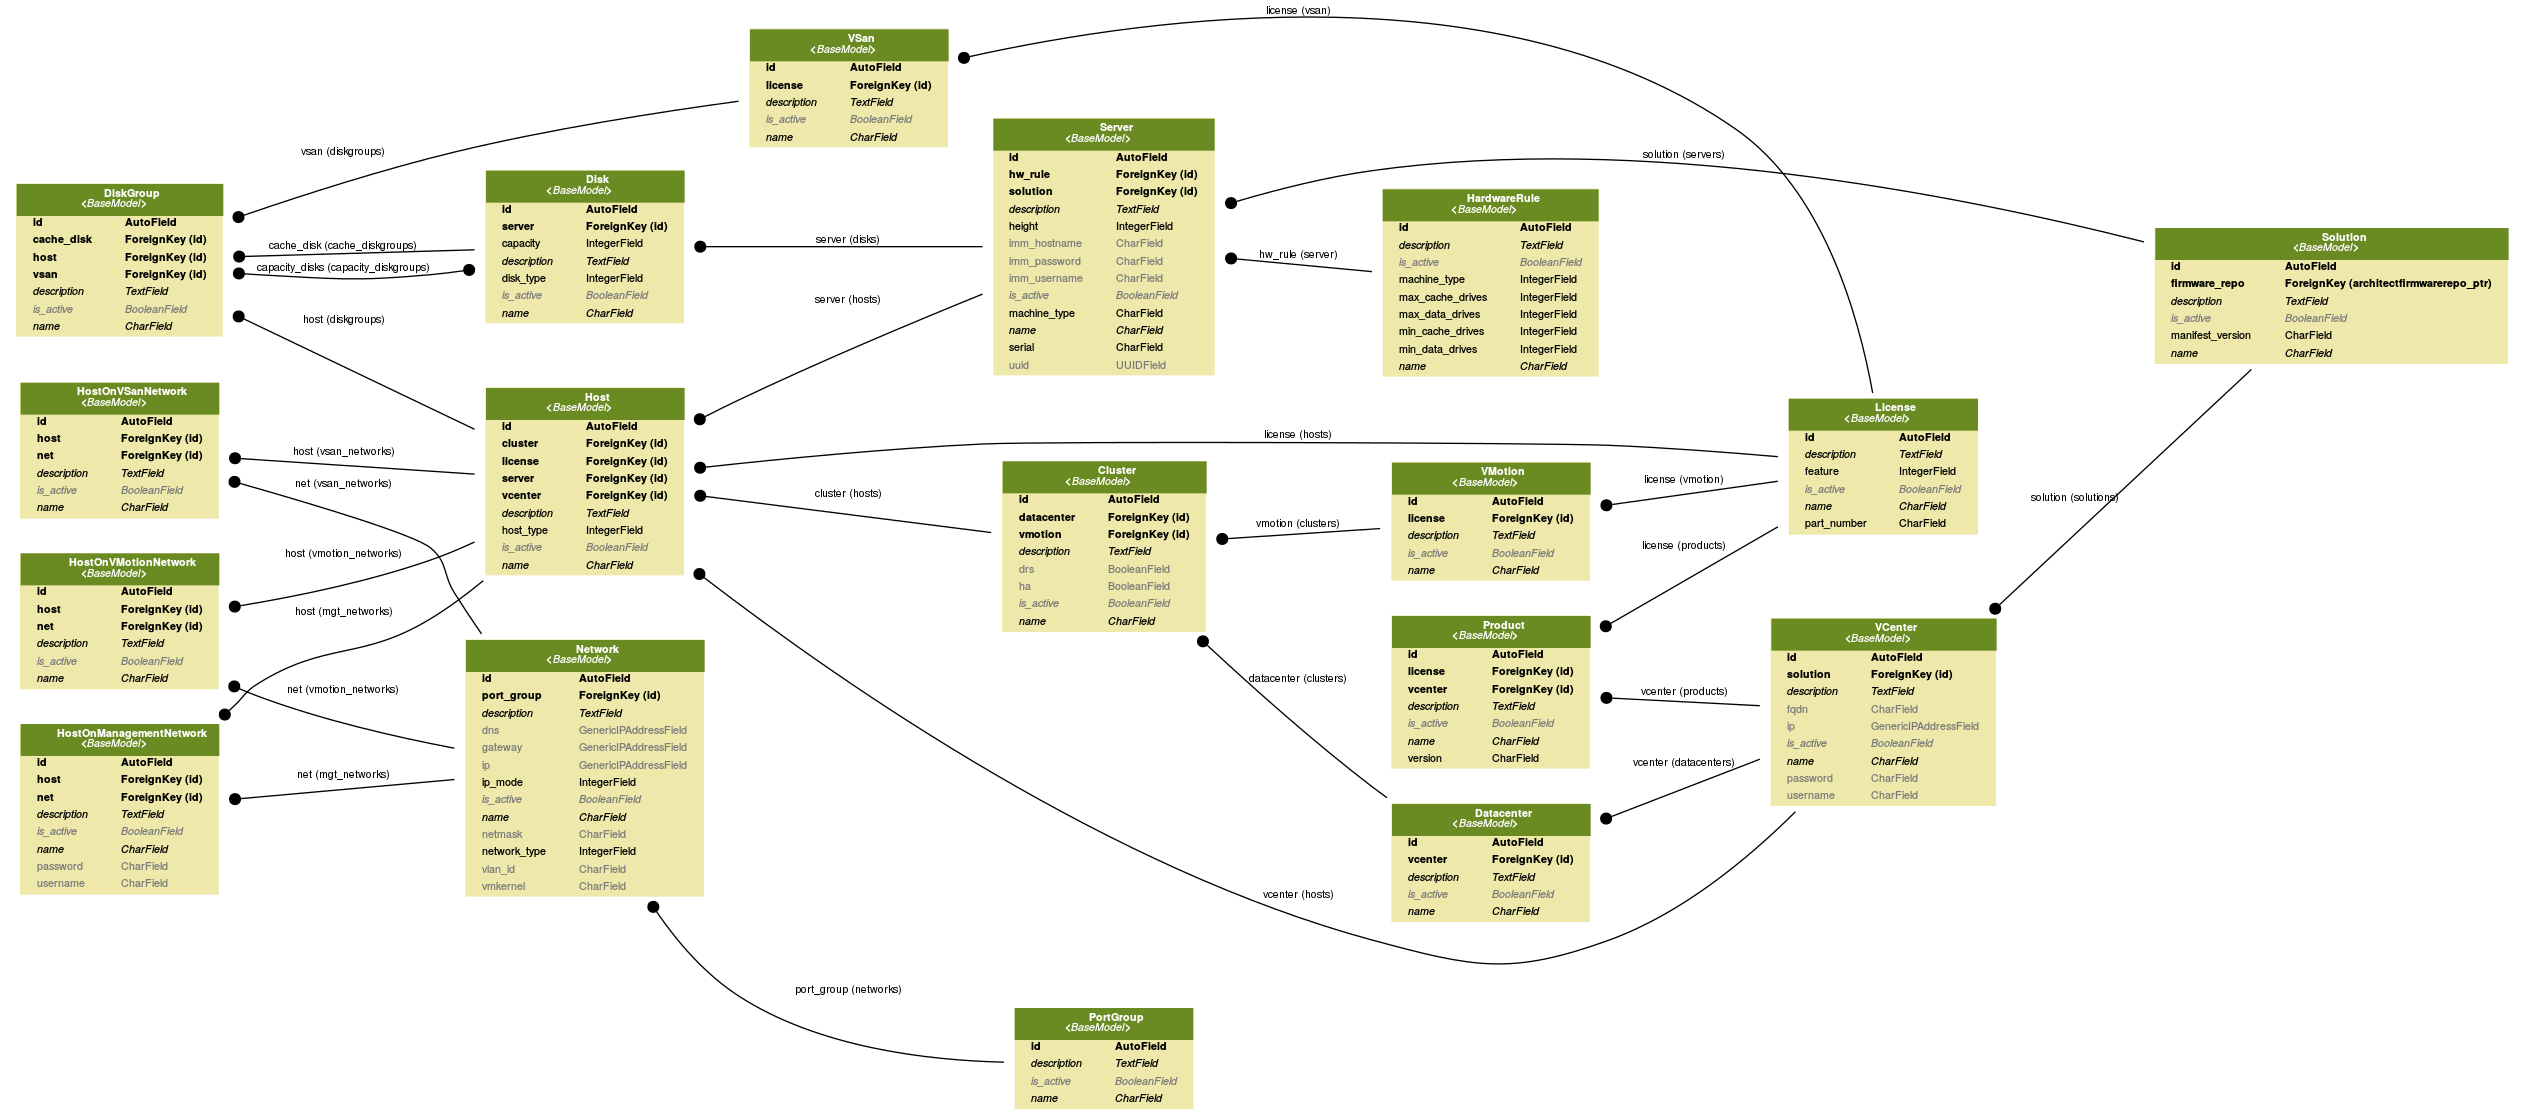 license (vsan)
VSan
<BaseModel>
id AutoField
license ForeignKey (id)
description TextField
is_active BooleanField
name CharField
vsan (diskgroups)
DiskGroup
<BaseModel>
id AutoField
cache_disk ForeignKey (id)
host ForeignKey (id)
vsan ForeignKey (id)
description TextField
is_active BooleanField
name CharField
cache_disk (cache_diskgroups)
capacity_disks (capacity_diskgroups)
host (diskgroups)
Disk
<BaseModel>
id AutoField
server ForeignKey (id)
capacity IntegerField
description TextField
disk_type IntegerField
is_active BooleanField
name CharField
server (disks)
server (hosts)
Server
<BaseModel>
id AutoField
hw_rule ForeignKey (id)
solution ForeignKey (id)
description TextField
height IntegerField
imm_hostname CharField
imm_password CharField
imm_username CharField
is_active BooleanField
machine_type CharField
name CharField
serial CharField
uuid UUIDField
solution (servers)
hw_rule (server)
HardwareRule
<BaseModel>
id AutoField
description TextField
is_active BooleanField
machine_type IntegerField
max_cache_drives IntegerField
max_data_drives IntegerField
min_cache_drives IntegerField
min_data_drives IntegerField
name CharField
Solution
<BaseModel>
id AutoField
firmware_repo ForeignKey (architectfirmwarerepo_ptr)
description TextField
is_active BooleanField
manifest_version CharField
name CharField
HostOnVSanNetwork
<BaseModel>
id AutoField
host ForeignKey (id)
net ForeignKey (id)
description TextField
is_active BooleanField
name CharField
host (vsan_networks)
net (vsan_networks)
Host
<BaseModel>
id AutoField
cluster ForeignKey (id)
license ForeignKey (id)
server ForeignKey (id)
vcenter ForeignKey (id)
description TextField
host_type IntegerField
is_active BooleanField
name CharField
license (hosts)
cluster (hosts)
Cluster
<BaseModel>
id AutoField
datacenter ForeignKey (id)
vmotion ForeignKey (id)
description TextField
drs BooleanField
ha BooleanField
is_active BooleanField
name CharField
vmotion (clusters)
VMotion
<BaseModel>
id AutoField
license ForeignKey (id)
description TextField
is_active BooleanField
name CharField
license (vmotion)
license (products)
License
<BaseModel>
id AutoField
description TextField
feature IntegerField
is_active BooleanField
name CharField
part_number CharField
solution (solutions)
HostOnVMotionNetwork
<BaseModel>
id AutoField
host ForeignKey (id)
net ForeignKey (id)
description TextField
is_active BooleanField
name CharField
host (vmotion_networks)
host (mgt_networks)
net (vmotion_networks)
net (mgt_networks)
Network
<BaseModel>
id AutoField
port_group ForeignKey (id)
description TextField
dns GenericIPAddressField
gateway GenericIPAddressField
ip GenericIPAddressField
ip_mode IntegerField
is_active BooleanField
name CharField
netmask CharField
network_type IntegerField
vlan_id CharField
vmkernel CharField
datacenter (clusters)
Product
<BaseModel>
id AutoField
license ForeignKey (id)
vcenter ForeignKey (id)
description TextField
is_active BooleanField
name CharField
version CharField
vcenter (products)
vcenter (datacenters)
VCenter
<BaseModel>
id AutoField
solution ForeignKey (id)
description TextField
fqdn CharField
ip GenericIPAddressField
is_active BooleanField
name CharField
password CharField
username CharField
HostOnManagementNetwork
<BaseModel>
id AutoField
host ForeignKey (id)
net ForeignKey (id)
description TextField
is_active BooleanField
name CharField
password CharField
username CharField
Datacenter
<BaseModel>
id AutoField
vcenter ForeignKey (id)
description TextField
is_active BooleanField
name CharField
vcenter (hosts)
port_group (networks)
PortGroup
<BaseModel>
id AutoField
description TextField
is_active BooleanField
name CharField